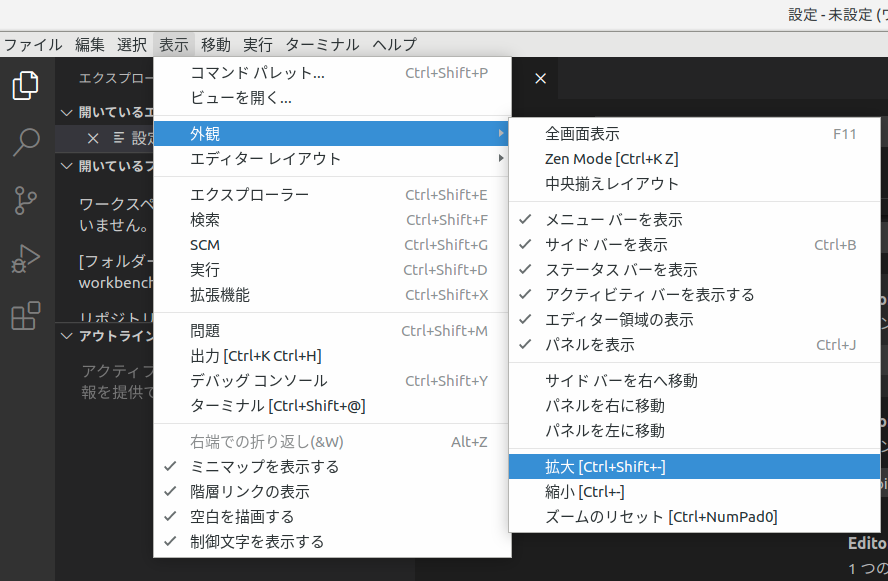 設定 - 未設定 (ワ
ファイル 編集 選択 表示 移動 実行 ターミナル ヘルプ
エクスプロー
開いているエ
設定
開いているフ
ワークスペ
いません。
[フォルダー
workbench
リポジトリ
アウトライン
アクティブ
報を提供で
コマンド パレット... Ctrl+Shift+P
ビューを開く...
外観
エディター レイアウト
エクスプローラー Ctrl+Shift+E
検索 Ctrl+Shift+F
SCM Ctrl+Shift+G
実行 Ctrl+Shift+D
拡張機能 Ctrl+Shift+X
問題 Ctrl+Shift+M
出力 [Ctrl+K Ctrl+H]
デバッグ コンソール Ctrl+Shift+Y
ターミナル [Ctrl+Shift+@]
右端での折り返し(&W) Alt+Z
ミニマップを表示する
階層リンクの表示
空白を描画する
制御文字を表示する
全画面表示 F11
Zen Mode [Ctrl+K Z]
中央揃えレイアウト
メニュー バーを表示
サイド バーを表示 Ctrl+B
ステータス バーを表示
アクティビティ バーを表示する
エディター領域の表示
パネルを表示 Ctrl+J
サイド バーを右へ移動
パネルを右に移動
パネルを左に移動
拡大 [Ctrl+Shift+-]
縮小 [Ctrl+-]
ズームのリセット [Ctrl+NumPad0]
Edito
1 つの